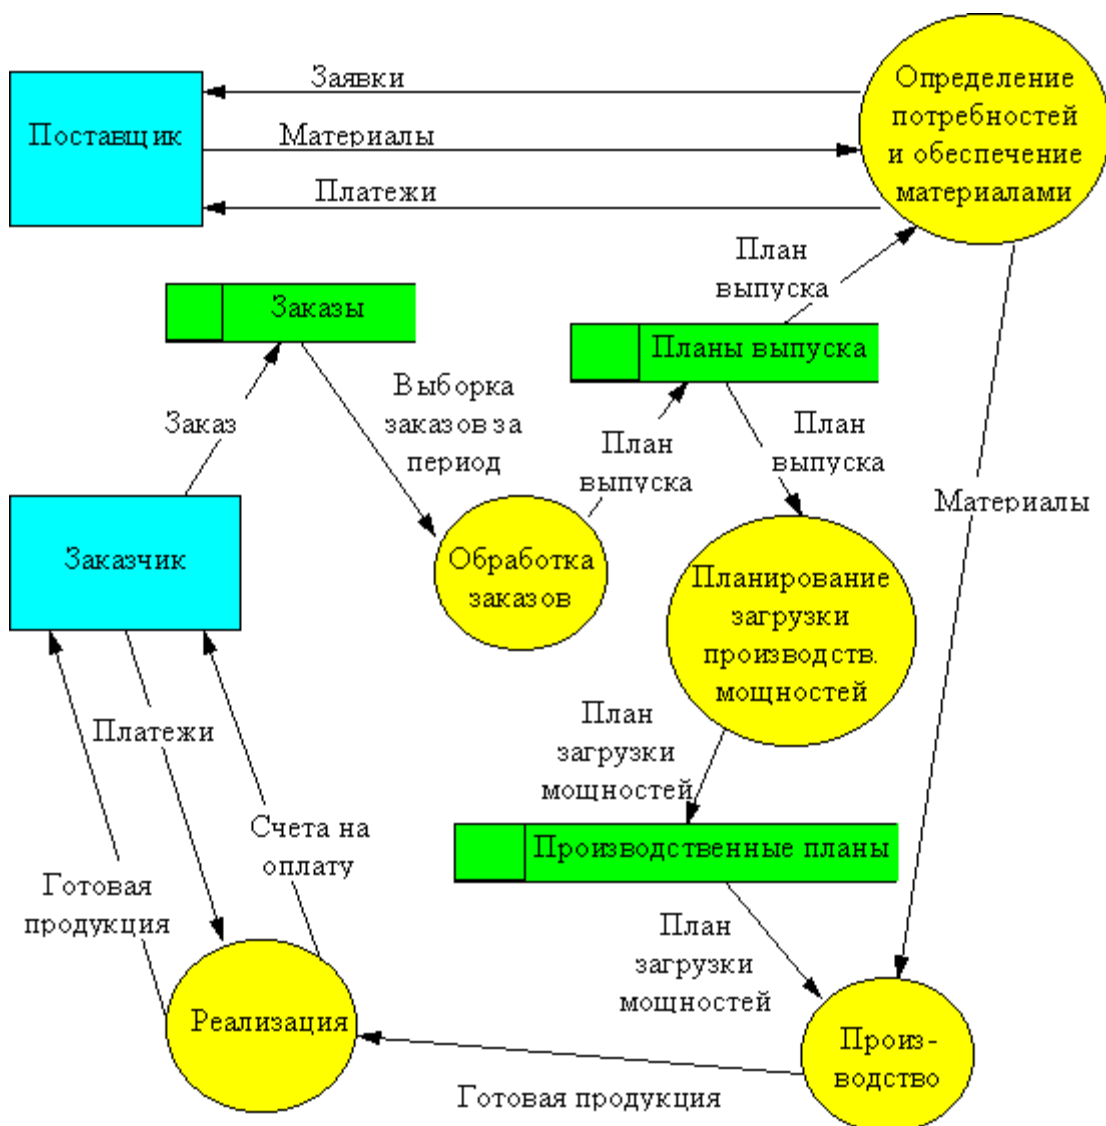 Заявки
Определение
потребностей
и обеспечение
материалами
Поставщик
Материалы
Платежи
План
выпуска
Заказы
Планы выпуска
Выборка
заказов за
период
Заказ
План
выпуска
План
выпуска
Материалы
Заказчик
Обработка
заказов
Планирование
загрузки
производств.
мощностей
Платежи
План
загрузки
мощностей
Счета на
оплату
Производственные планы
Готовая
продукция
План
загрузки
мощностей
Реализация
Произ-
водство
Готовая продукция